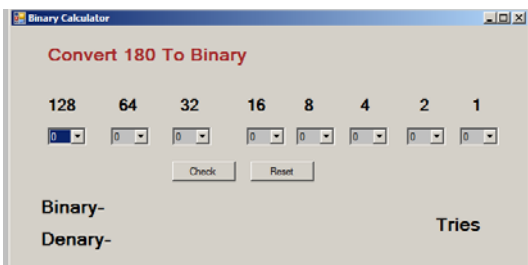 Binary Calculator
Convert 180 To Binary
128 64 32 16 8 4 2 1
0 0 0 0 0 0 0 0
Check Reset
Binary-
Tries
Denary-